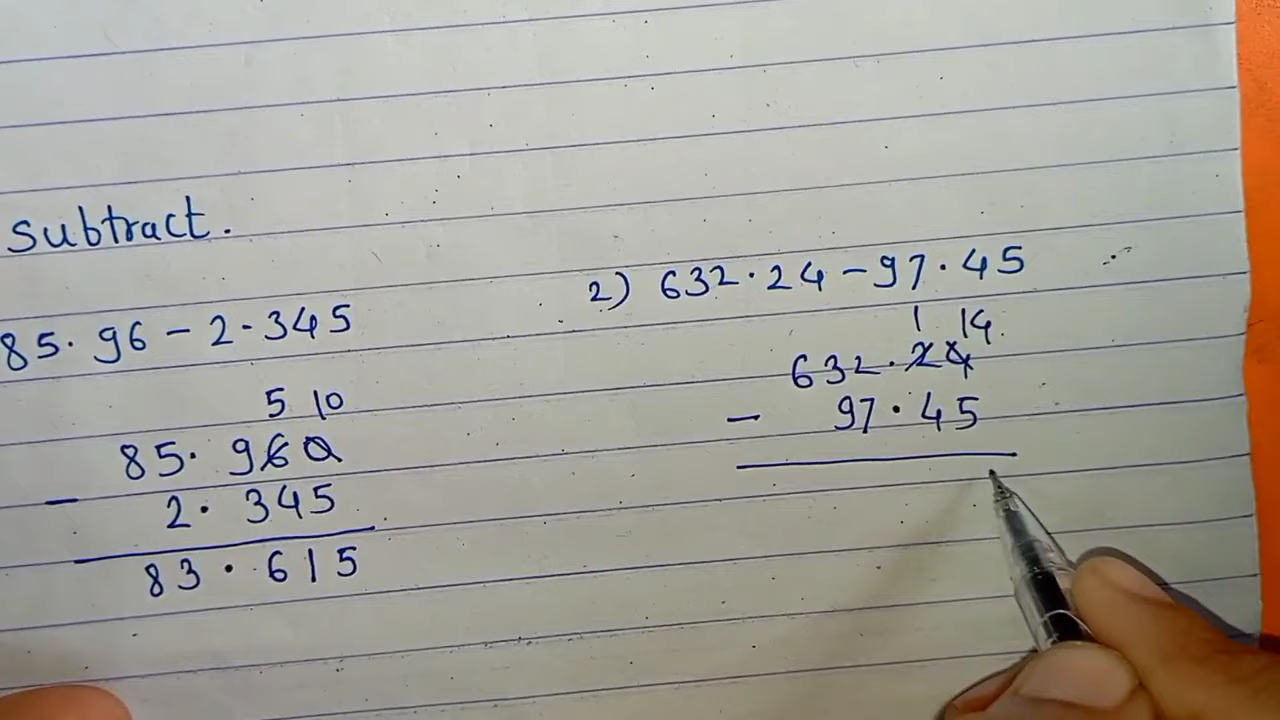 Subtract.
85.96 - 2.345
5 10
85.960
- 2.345
83.615
2) 632.24 - 97.45
1 14
632.24
- 97.45